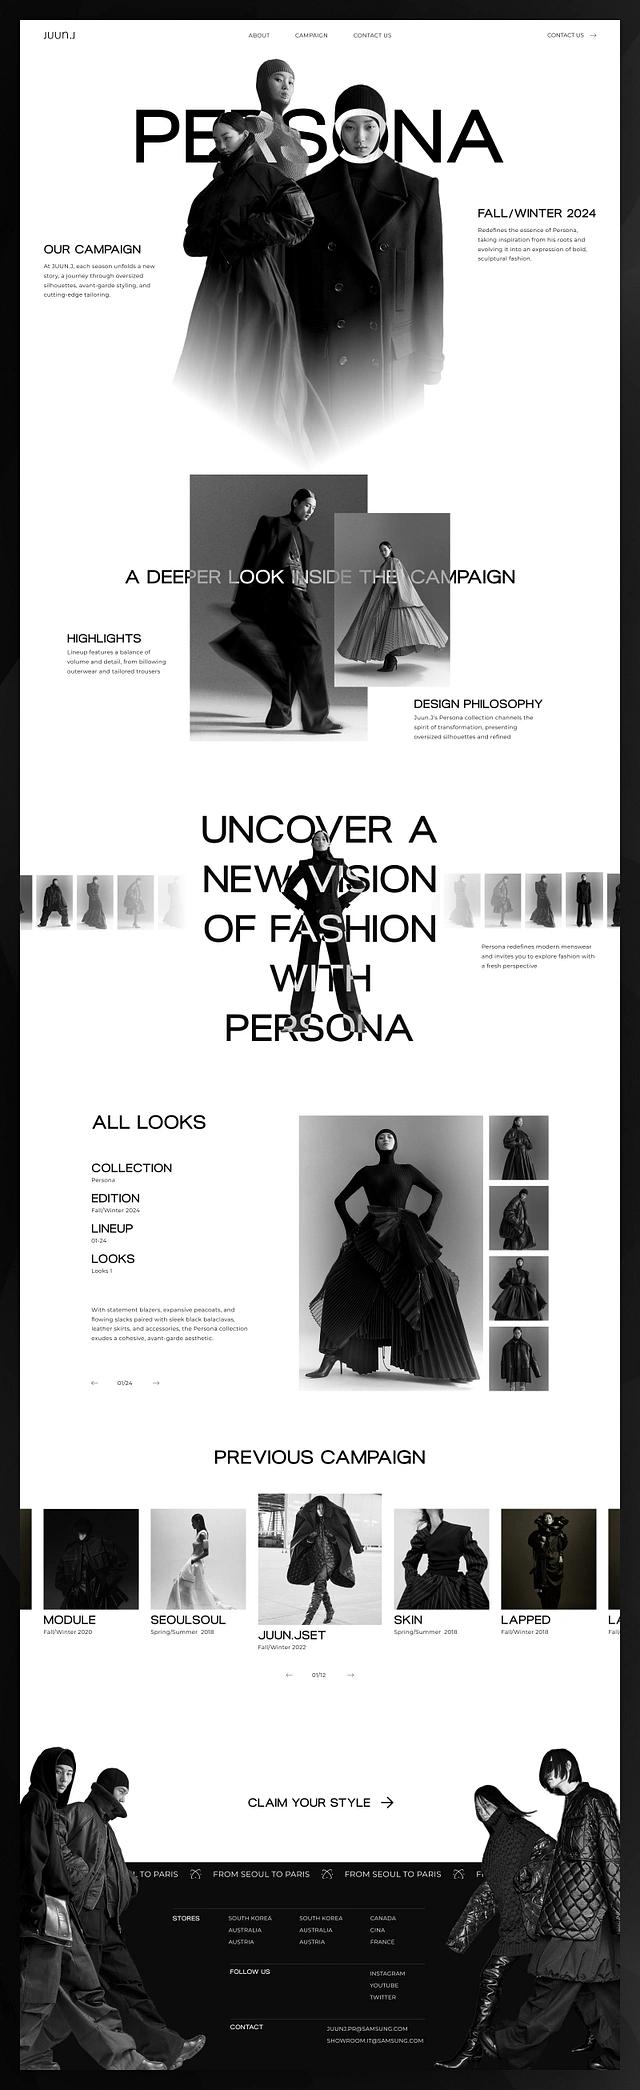 JUUN.J
ABOUT
CAMPAIGN
CONTACT US
CONTACT US →
PERSONA
FALL/WINTER 2024
Redefines the essence of Persona,
taking inspiration from his roots and
evolving it into an expression of bold,
sculptural fashion.
OUR CAMPAIGN
At JUUN.J, each season unfolds a new
story, a journey through oversized
silhouettes, avant-garde styling, and
cutting-edge tailoring.
A DEEPER LOOK INSIDE THE CAMPAIGN
HIGHLIGHTS
Lineup features a balance of
volume and detail, from billowing
outerwear and tailored trousers
DESIGN PHILOSOPHY
Juun.J's Persona collection channels the
spirit of transformation, presenting
oversized silhouettes and refined
UNCOVER A
NEW VISION
OF FASHION
WITH
PERSONA
Persona redefines modern menswear
and invites you to explore fashion with
a fresh perspective
ALL LOOKS
COLLECTION
Persona
EDITION
Fall/Winter 2024
LINEUP
01-24
LOOKS
Looks 1
With statement blazers, expansive peacoats, and
flowing slacks paired with sleek black balaclavas,
leather skirts, and accessories, the Persona collection
exudes a cohesive, avant-garde aesthetic.
← 01/24 →
PREVIOUS CAMPAIGN
MODULE
Fall/Winter 2020
SEOULSOUL
Spring/Summer 2018
JUUN.JSET
Fall/Winter 2022
SKIN
Spring/Summer 2018
LAPPED
Fall/Winter 2018
LA
Fall/
← 01/12 →
CLAIM YOUR STYLE →
L TO PARIS FROM SEOUL TO PARIS FROM SEOUL TO PARIS F
STORES
SOUTH KOREA
AUSTRALIA
AUSTRIA
SOUTH KOREA
AUSTRALIA
AUSTRIA
CANADA
CINA
FRANCE
FOLLOW US
INSTAGRAM
YOUTUBE
TWITTER
CONTACT
JUUNJ.PR@SAMSUNG.COM
SHOWROOM.IT@SAMSUNG.COM